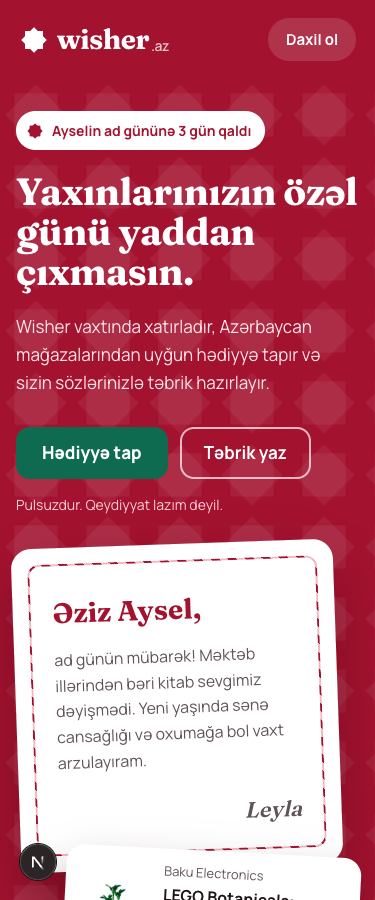 wisher.az
Daxil ol
Ayselin ad gününə 3 gün qaldı
Yaxınlarınızın özəl
günü yaddan
çıxmasın.
Wisher vaxtında xatırladır, Azərbaycan
mağazalarından uyğun hədiyyə tapır və
sizin sözlərinizlə təbrik hazırlayır.
Hədiyyə tap
Təbrik yaz
Pulsuzdur. Qeydiyyat lazım deyil.
Əziz Aysel,
ad günün mübarək! Məktəb
illərindən bəri kitab sevgimiz
dəyişmədi. Yeni yaşında sənə
cansağlığı və oxumağa bol vaxt
arzulayıram.
Leyla
N
Baku Electronics
LEGO Botanicals: